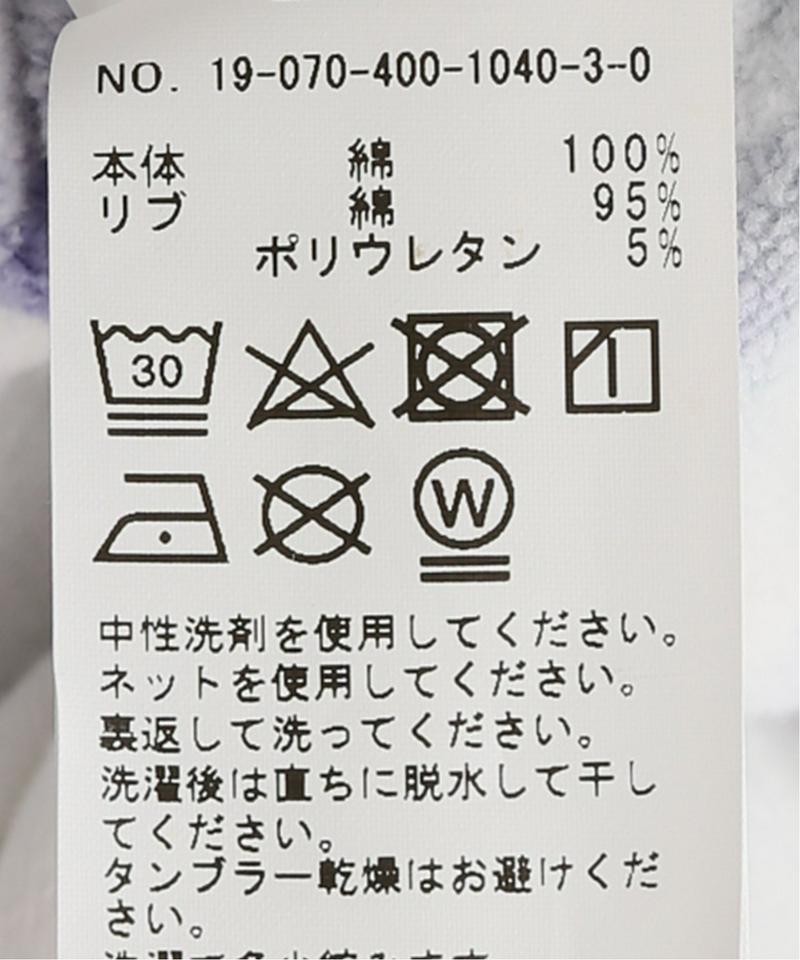 NO. 19-070-400-1040-3-0
本体 綿 100%
リブ 綿 95%
ポリウレタン 5%
30
W
中性洗剤を使用してください。
ネットを使用してください。
裏返して洗ってください。
洗濯後は直ちに脱水して干し
てください。
タンブラー乾燥はお避けくだ
さい。